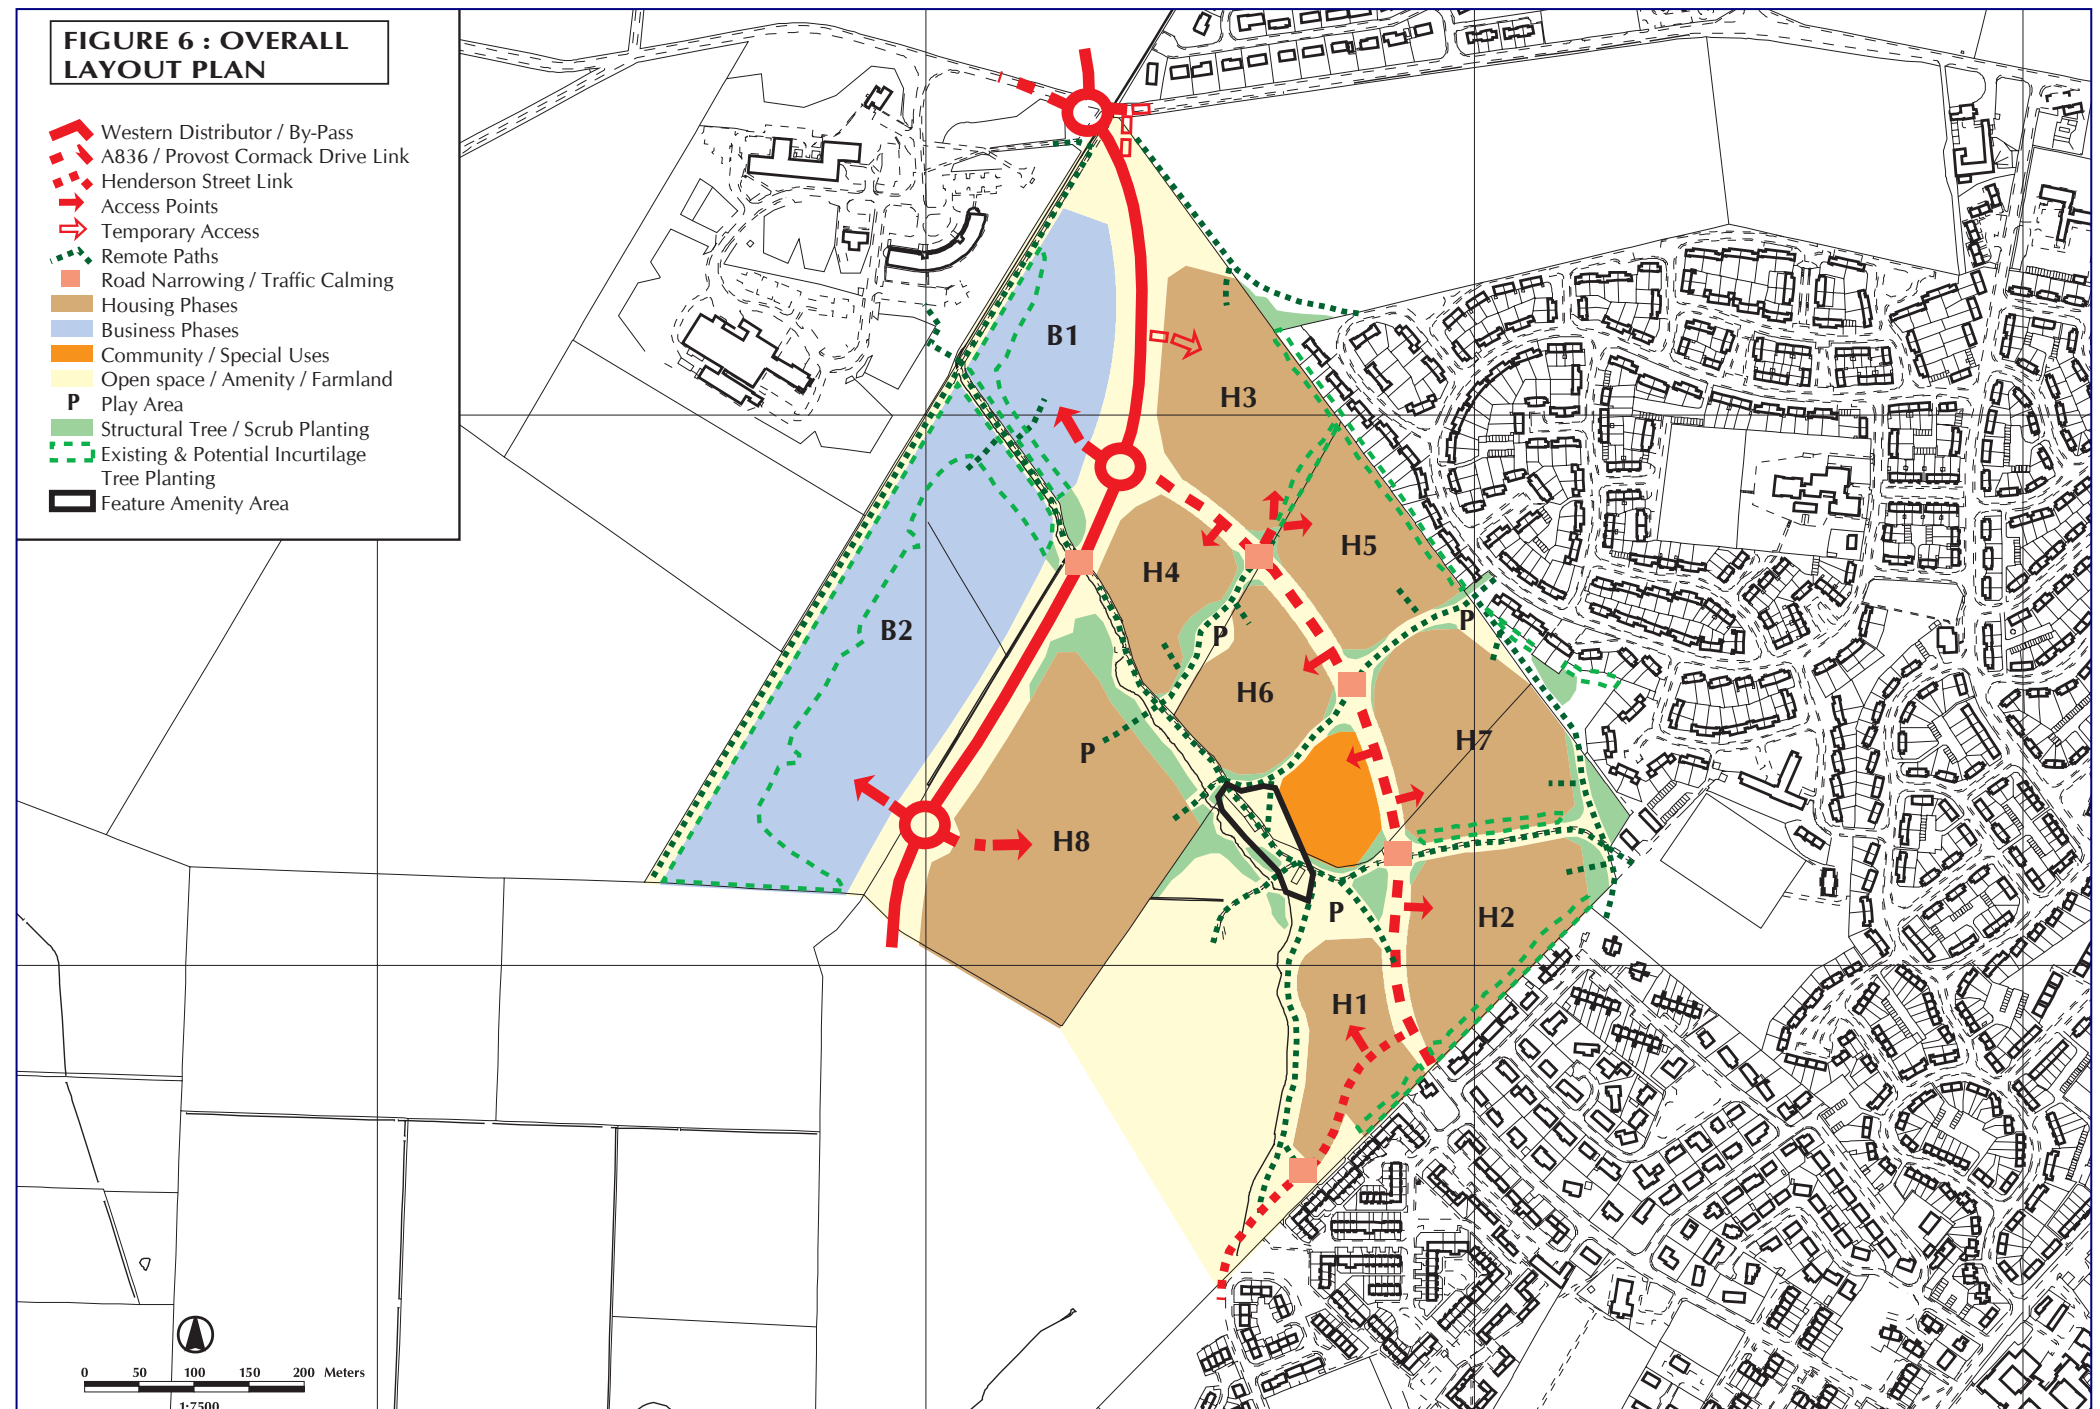 FIGURE 6 : OVERALL
LAYOUT PLAN
Western Distributor / By-Pass
A836 / Provost Cormack Drive Link
Henderson Street Link
Access Points
Temporary Access
Remote Paths
Road Narrowing / Traffic Calming
Housing Phases
Business Phases
Community / Special Uses
Open space / Amenity / Farmland
P Play Area
Structural Tree / Scrub Planting
Existing & Potential Incurtilage
Tree Planting
Feature Amenity Area
B1
H3
H5
H4
B2
P
P
H6
H7
P
H8
H2
P
H1
0 50 100 150 200 Meters
1:7500